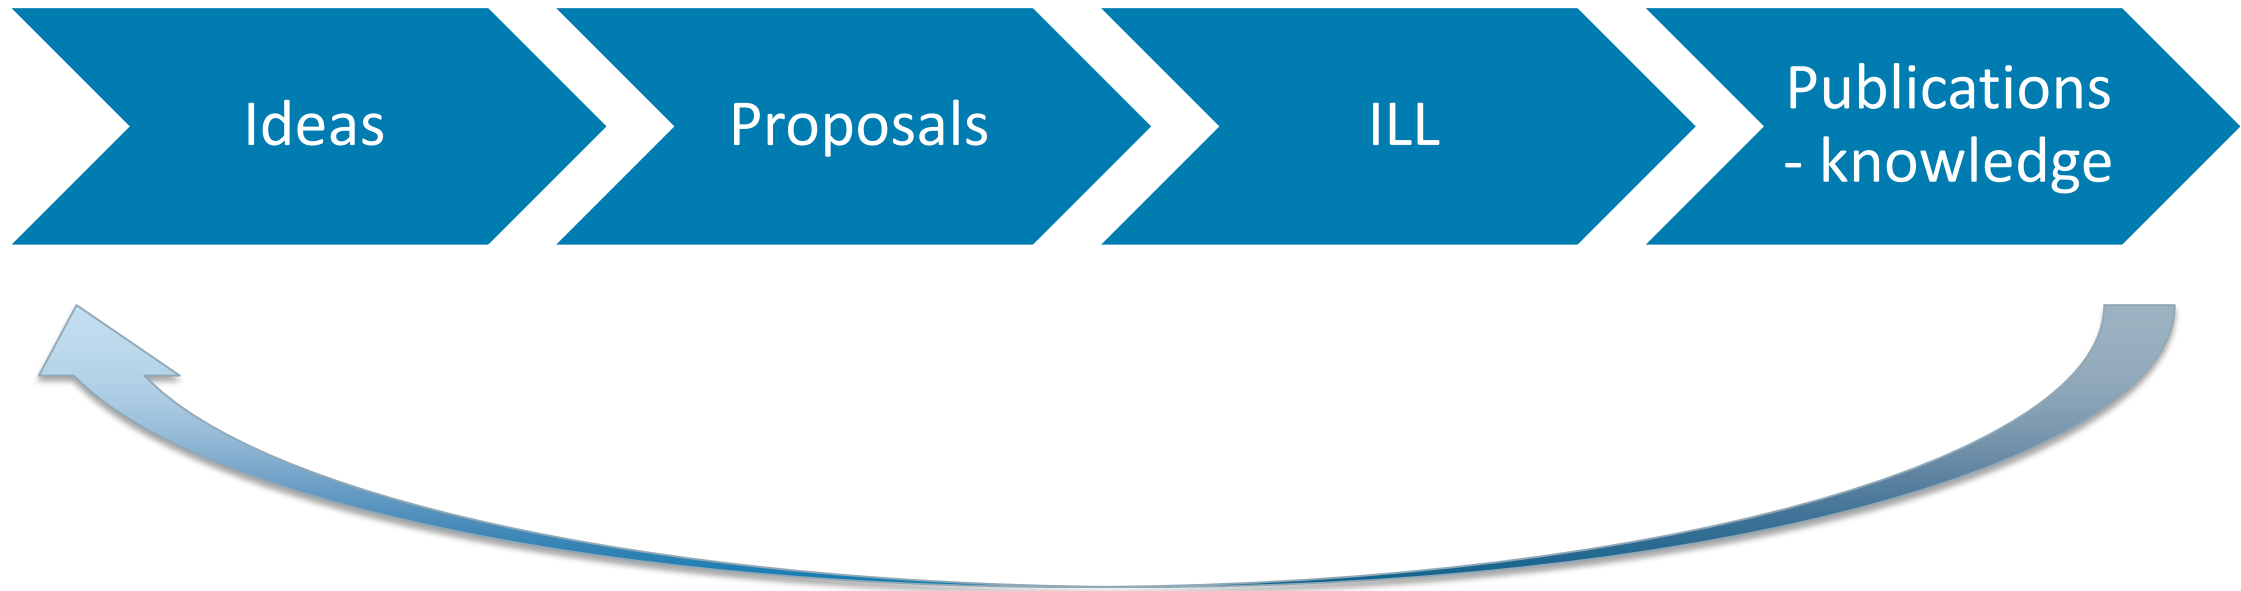 Ideas
Proposals
ILL
Publications
- knowledge